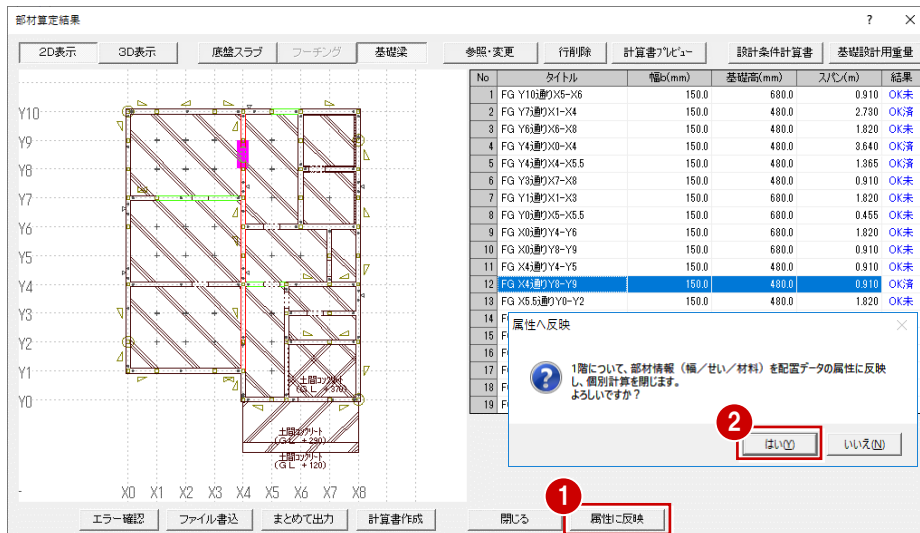 部材算定結果
? ×
2D表示 3D表示 底盤スラブ フーチング 基礎梁 参照・変更 行削除 計算書プレビュー 設計条件計算書 基礎設計用重量
No タイトル 幅b(mm) 基礎高(mm) スパン(m) 結果
1 FG Y10通りX5-X6 150.0 680.0 0.910 OK未
2 FG Y7通りX1-X4 150.0 480.0 2.730 OK済
3 FG Y6通りX6-X8 150.0 480.0 1.820 OK未
4 FG Y4通りX0-X4 150.0 480.0 3.640 OK済
5 FG Y4通りX4-X5.5 150.0 480.0 1.365 OK済
6 FG Y3通りX7-X8 150.0 480.0 0.910 OK未
7 FG Y1通りX1-X3 150.0 480.0 1.820 OK未
8 FG Y0通りX5-X5.5 150.0 680.0 0.455 OK未
9 FG X0通りY4-Y6 150.0 680.0 1.820 OK未
10 FG X0通りY8-Y9 150.0 680.0 0.910 OK未
11 FG X4通りY4-Y5 150.0 480.0 0.910 OK未
12 FG X4通りY8-Y9 150.0 480.0 0.910 OK済
13 FG X5.5通りY0-Y2 150.0 480.0 1.820 OK未
14 F
15 F
16 F
17 F
18 F
19 F
Y10
Y9
Y8
Y7
Y6
Y5
Y4
Y3
Y2
Y1
Y0
土間コンクリート
(GL +370)
土間コンクリート
(GL +290)
土間コンクリート
(GL +120)
X0 X1 X2 X3 X4 X5 X6 X7 X8
属性へ反映
1階について、部材情報（幅／せい／材料）を配置データの属性に反映
し、個別計算を閉じます。
よろしいですか？
2
はい(Y) いいえ(N)
1
エラー確認 ファイル書込 まとめて出力 計算書作成 閉じる 属性に反映